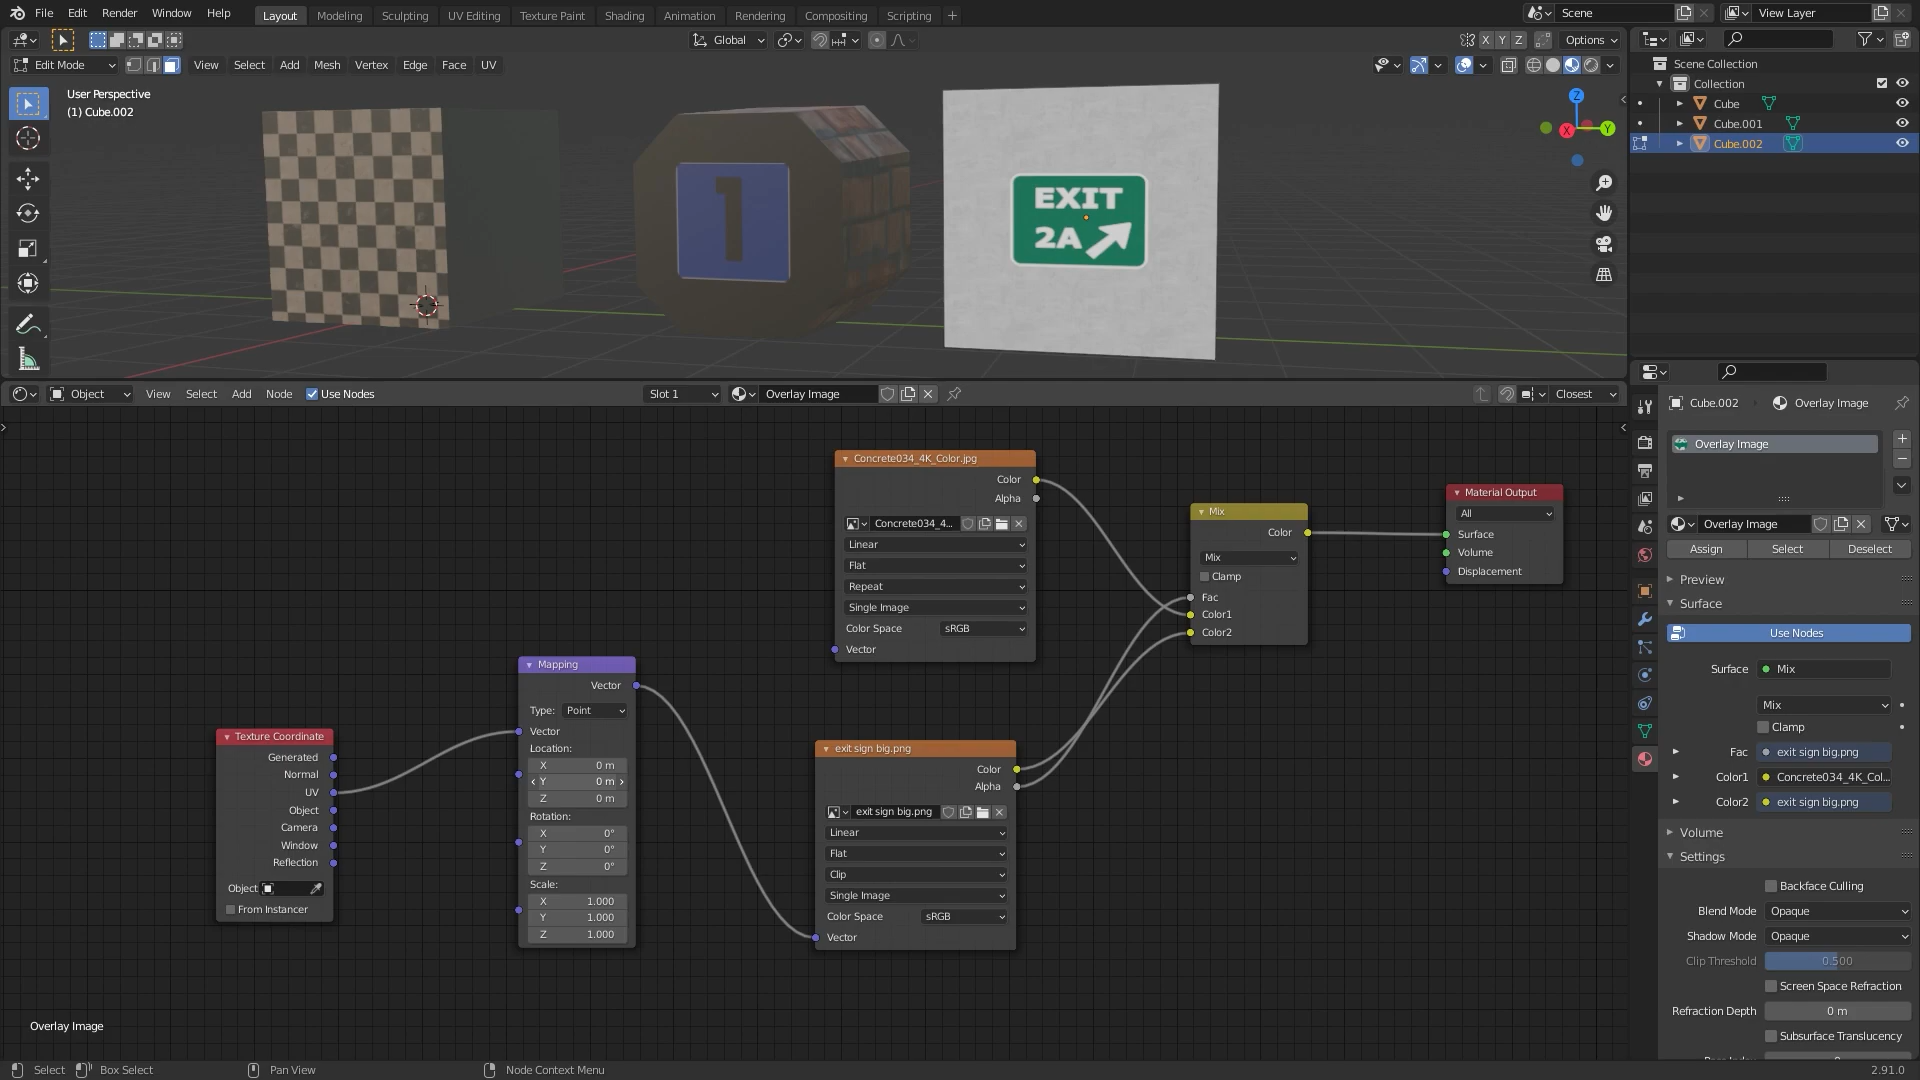 File Edit Render Window Help Layout Modeling Sculpting UV Editing Texture Paint Shading Animation Rendering Compositing Scripting + Scene View Layer
Global X Y Z Options
Edit Mode View Select Add Mesh Vertex Edge Face UV
User Perspective
(1) Cube.002
Z
X Y
1
EXIT
2A
Scene Collection
Collection
Cube
Cube.001
Cube.002
Object View Select Add Node Use Nodes Slot 1 Overlay Image Closest
Texture Coordinate
Generated
Normal
UV
Object
Camera
Window
Reflection
Object
From Instancer
Mapping
Vector
Type: Point
Vector
Location:
X 0 m
Y 0 m
Z 0 m
Rotation:
X 0°
Y 0°
Z 0°
Scale:
X 1.000
Y 1.000
Z 1.000
Concrete034_4K_Color.jpg
Color
Alpha
Concrete034_4...
Linear
Flat
Repeat
Single Image
Color Space sRGB
Vector
exit sign big.png
Color
Alpha
exit sign big.png
Linear
Flat
Clip
Single Image
Color Space sRGB
Vector
Mix
Color
Mix
Clamp
Fac
Color1
Color2
Material Output
All
Surface
Volume
Displacement
Overlay Image
Cube.002 Overlay Image
Overlay Image
Overlay Image
Assign Select Deselect
Preview
Surface
Use Nodes
Surface Mix
Mix
Clamp
Fac exit sign big.png
Color1 Concrete034_4K_Col...
Color2 exit sign big.png
Volume
Settings
Backface Culling
Blend Mode Opaque
Shadow Mode Opaque
Clip Threshold 0.500
Screen Space Refraction
Refraction Depth 0 m
Subsurface Translucency
Select Box Select Pan View Node Context Menu 2.91.0